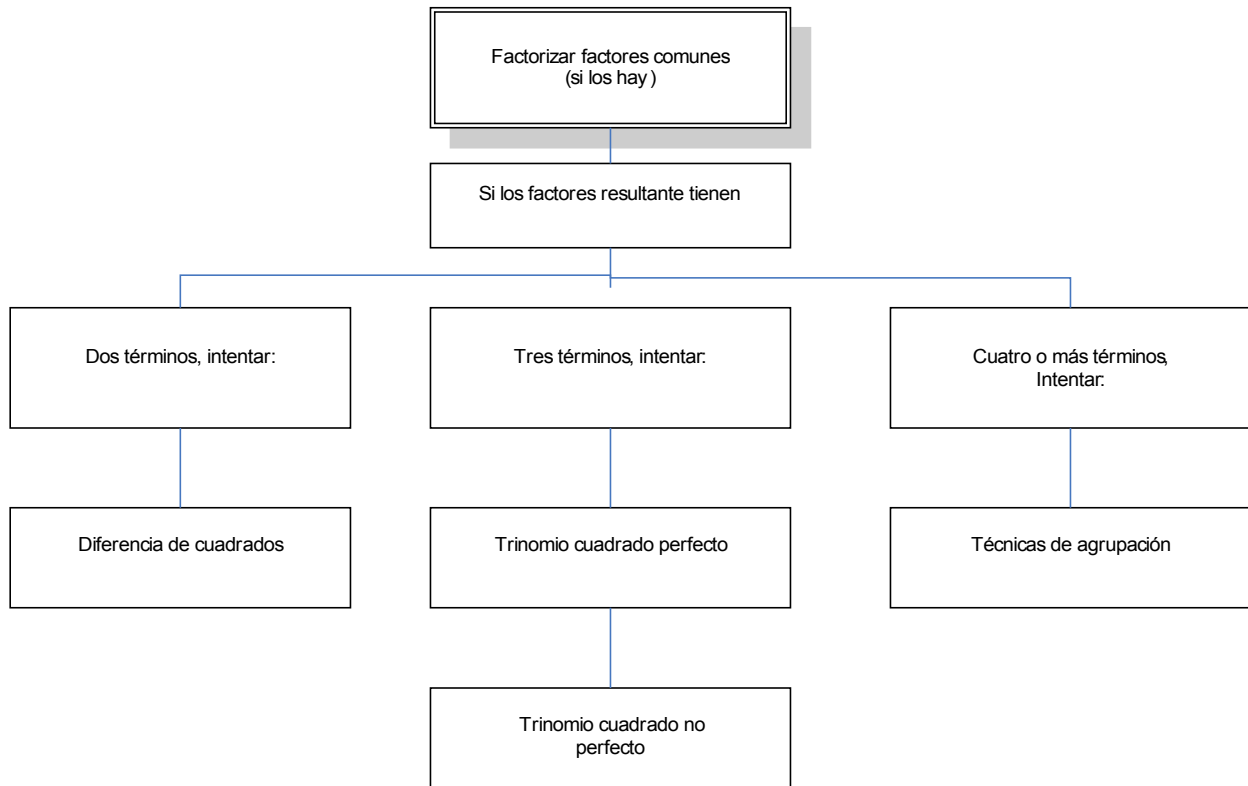 Factorizar factores comunes
(si los hay)
Si los factores resultante tienen
Dos términos, intentar:
Tres términos, intentar:
Cuatro o más términos,
Intentar:
Diferencia de cuadrados
Trinomio cuadrado perfecto
Técnicas de agrupación
Trinomio cuadrado no
perfecto